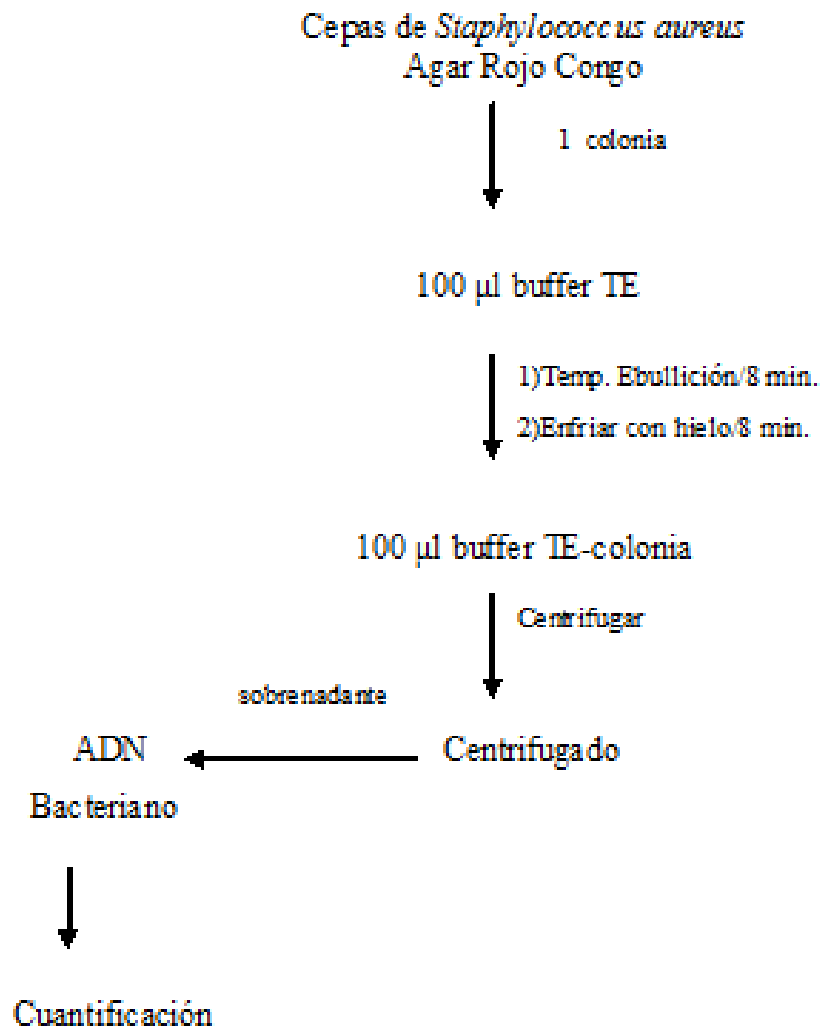 Cepas de Staphylococcus aureus
Agar Rojo Congo
1 colonia
100 µl buffer TE
1)Temp. Ebullición/8 min.
2)Enfriar con hielo/8 min.
100 µl buffer TE-colonia
Centrifugar
sobrenadante
ADN
Bacteriano
Centrifugado
Cuantificación